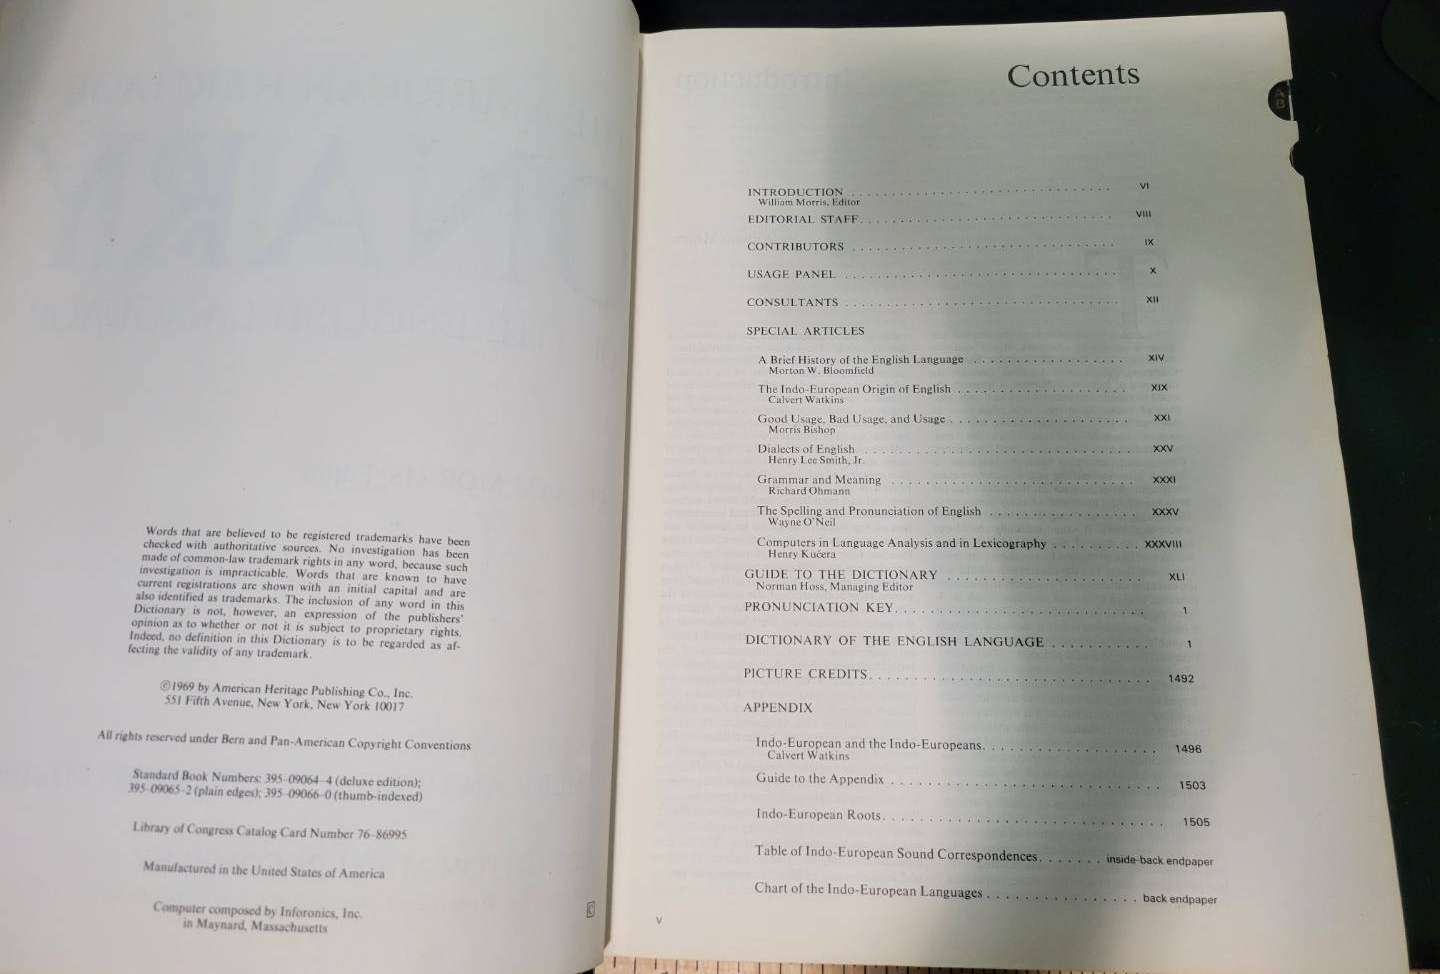 Words that are believed to be registered trademarks have been
checked with authoritative sources. No investigation has been
made of common-law trademark rights in any word, because such
investigation is impracticable. Words that are known to have
current registrations are shown with an initial capital and are
also identified as trademarks. The inclusion of any word in this
Dictionary is not, however, an expression of the publishers'
opinion as to whether or not it is subject to proprietary rights.
Indeed, no definition in this Dictionary is to be regarded as af-
fecting the validity of any trademark.
©1969 by American Heritage Publishing Co., Inc.
551 Fifth Avenue, New York, New York 10017
All rights reserved under Bern and Pan-American Copyright Conventions
Standard Book Numbers: 395-09064-4 (deluxe edition);
395-09065-2 (plain edges); 395-09066-0 (thumb-indexed)
Library of Congress Catalog Card Number 76-86995
Manufactured in the United States of America
Computer composed by Inforonics, Inc.
in Maynard, Massachusetts
Contents
A
B
INTRODUCTION . . . . . . . . . . VI
William Morris, Editor
EDITORIAL STAFF . . . . . . . . . . VIII
CONTRIBUTORS . . . . . . . . . . IX
USAGE PANEL . . . . . . . . . . X
CONSULTANTS . . . . . . . . . . XII
SPECIAL ARTICLES
A Brief History of the English Language . . . . . . . . . . XIV
Morton W. Bloomfield
The Indo-European Origin of English . . . . . . . . . . XIX
Calvert Watkins
Good Usage, Bad Usage, and Usage . . . . . . . . . . XXI
Morris Bishop
Dialects of English . . . . . . . . . . XXV
Henry Lee Smith, Jr.
Grammar and Meaning . . . . . . . . . . XXXI
Richard Ohmann
The Spelling and Pronunciation of English . . . . . . . . . . XXXV
Wayne O'Neil
Computers in Language Analysis and in Lexicography . . . . . . . . . . XXXVIII
Henry Kučera
GUIDE TO THE DICTIONARY . . . . . . . . . . XLI
Norman Hoss, Managing Editor
PRONUNCIATION KEY . . . . . . . . . . 1
DICTIONARY OF THE ENGLISH LANGUAGE . . . . . . . . . . 1
PICTURE CREDITS . . . . . . . . . . 1492
APPENDIX
Indo-European and the Indo-Europeans . . . . . . . . . . 1496
Calvert Watkins
Guide to the Appendix . . . . . . . . . . 1503
Indo-European Roots . . . . . . . . . . 1505
Table of Indo-European Sound Correspondences . . . . . . . inside back endpaper
Chart of the Indo-European Languages . . . . . . . . . . back endpaper
V